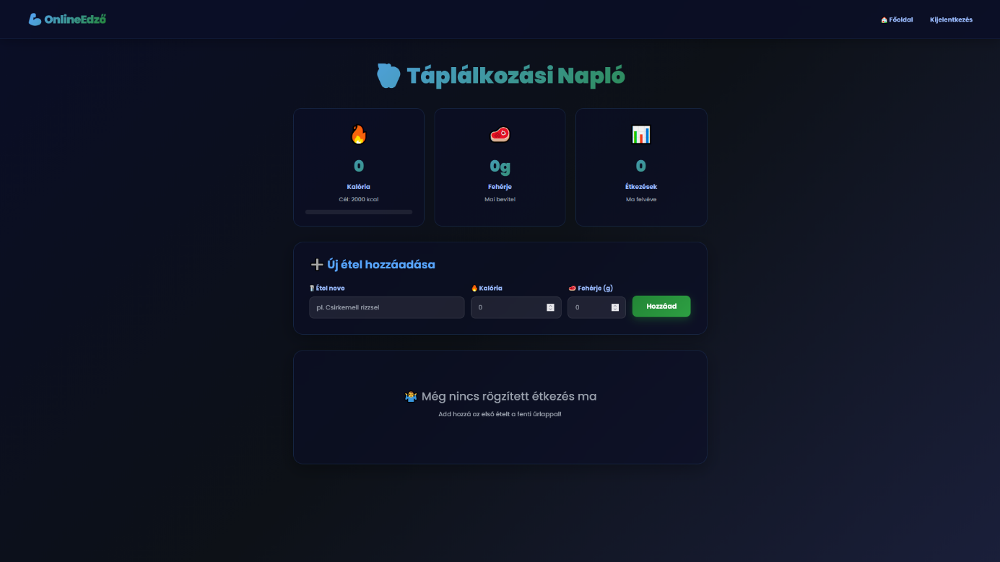 OnlineEdző
Főoldal
Kijelentkezés
Táplálkozási Napló
0
Kalória
Cél: 2000 kcal
0g
Fehérje
Mai bevitel
0
Étkezések
Ma felvéve
Új étel hozzáadása
Étel neve
Kalória
Fehérje (g)
pl. Csirkemell rizzsel
0
0
Hozzáad
Még nincs rögzített étkezés ma
Add hozzá az első ételt a fenti űrlappal!